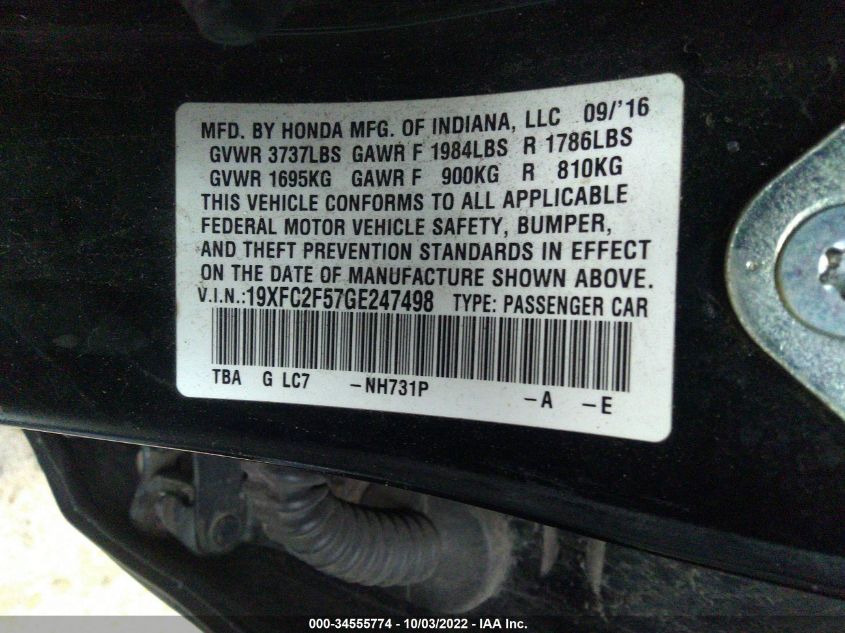 MFD. BY HONDA MFG. OF INDIANA, LLC 09/'16
GVWR 3737LBS GAWR F 1984LBS R 1786LBS
GVWR 1695KG GAWR F 900KG R 810KG
THIS VEHICLE CONFORMS TO ALL APPLICABLE
FEDERAL MOTOR VEHICLE SAFETY, BUMPER,
AND THEFT PREVENTION STANDARDS IN EFFECT
ON THE DATE OF MANUFACTURE SHOWN ABOVE.
V.I.N.:19XFC2F57GE247498 TYPE: PASSENGER CAR
TBA G LC7 -NH731P -A -E
000-34555774 - 10/03/2022 - IAA Inc.